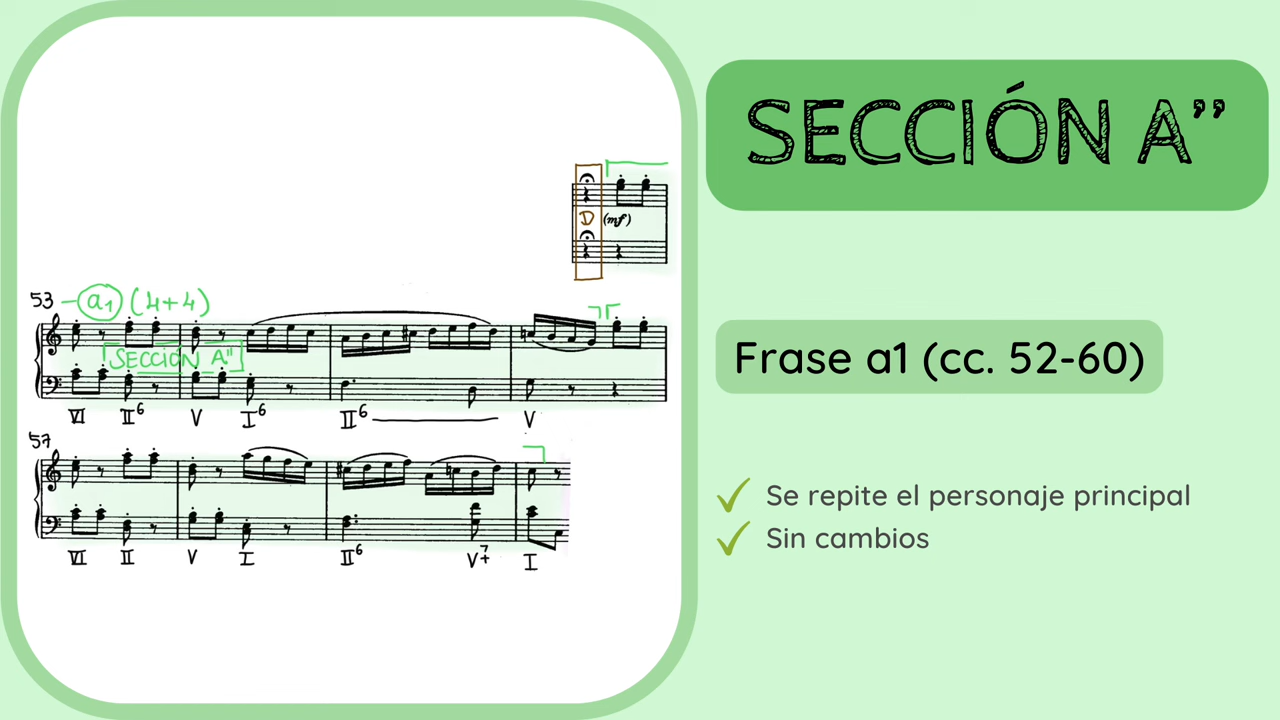 SECCIÓN A”
Frase a1 (cc. 52-60)
Se repite el personaje principal
Sin cambios
D (mf)
53 - a1 (4+4)
SECCIÓN A"
VI II6 V I6 II6 V
57
VI II V I II6 V7+ I